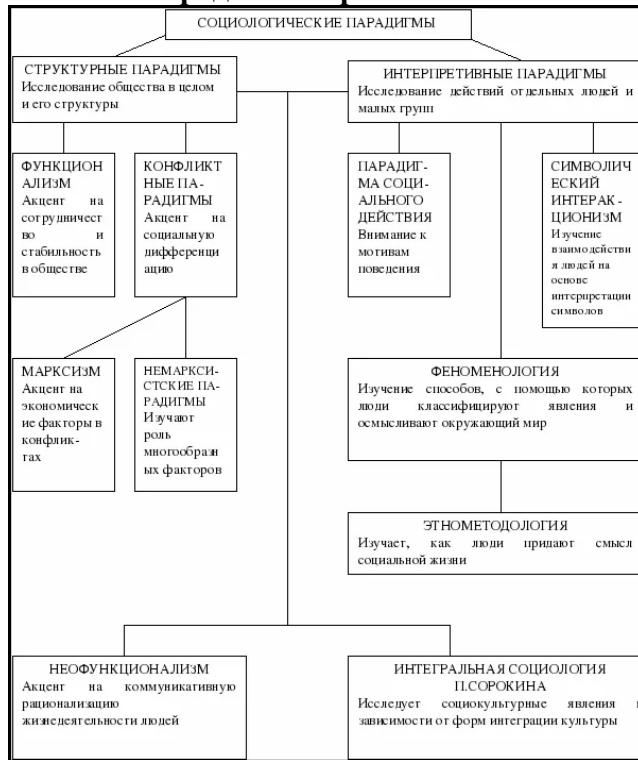 СОЦИОЛОГИЧЕСКИЕ ПАРАДИГМЫ
СТРУКТУРНЫЕ ПАРАДИГМЫ
Исследование общества в целом
и его структуры
ИНТЕРПРЕТИВНЫЕ ПАРАДИГМЫ
Исследование действий отдельных людей и
малых групп
ФУНКЦИОН
АЛИЗМ
Акцент на
сотрудничест
во и
стабильность
в обществе
КОНФЛИКТ
НЫЕ ПА-
РАДИГМЫ
Акцент на
социальную
дифференци
ацию
ПАРАДИГ-
МА СОЦИ-
АЛЬНОГО
ДЕЙСТВИЯ
Внимание к
мотивам
поведения
СИМВОЛИЧ
ЕСКИЙ
ИНТЕРАК-
ЦИОНИЗМ
Изучение
взаимодействи
я людей на
основе
интерпретации
символов
МАРКСИЗМ
Акцент на
экономическ
ие факторы в
конфлик-
тах
НЕМАРКСИ-
СТСКИЕ ПА-
РАДИГМЫ
Изучают
роль
многообраз
ных факторов
ФЕНОМЕНОЛОГИЯ
Изучение способов, с помощью которых
люди классифицируют явления и
осмысливают окружающий мир
ЭТНОМЕТОДОЛОГИЯ
Изучает, как люди придают смысл
социальной жизни
НЕОФУНКЦИОНАЛИЗМ
Акцент на коммуникативную
рационализацию
жизнедеятельности людей
ИНТЕГРАЛЬНАЯ СОЦИОЛОГИЯ
П.СОРОКИНА
Исследует социокультурные явления
зависимости от форм интеграции культуры